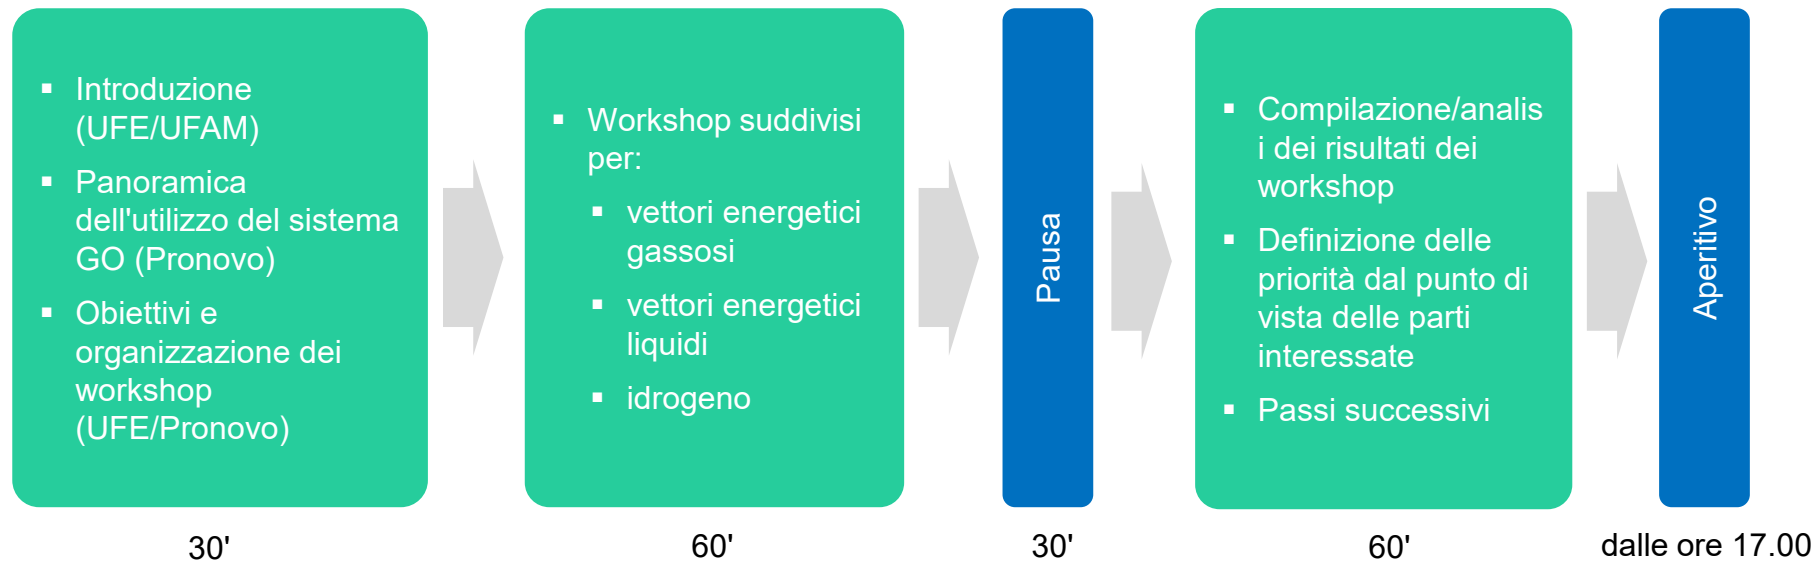 Introduzione
(UFE/UFAM)
Panoramica
dell'utilizzo del sistema
GO (Pronovo)
Obiettivi e
organizzazione dei
workshop
(UFE/Pronovo)
30'
Workshop suddivisi
per:
vettori energetici
gassosi
vettori energetici
liquidi
idrogeno
60'
Pausa
30'
Compilazione/analis
i dei risultati dei
workshop
Definizione delle
priorità dal punto di
vista delle parti
interessate
Passi successivi
60'
Aperitivo
dalle ore 17.00